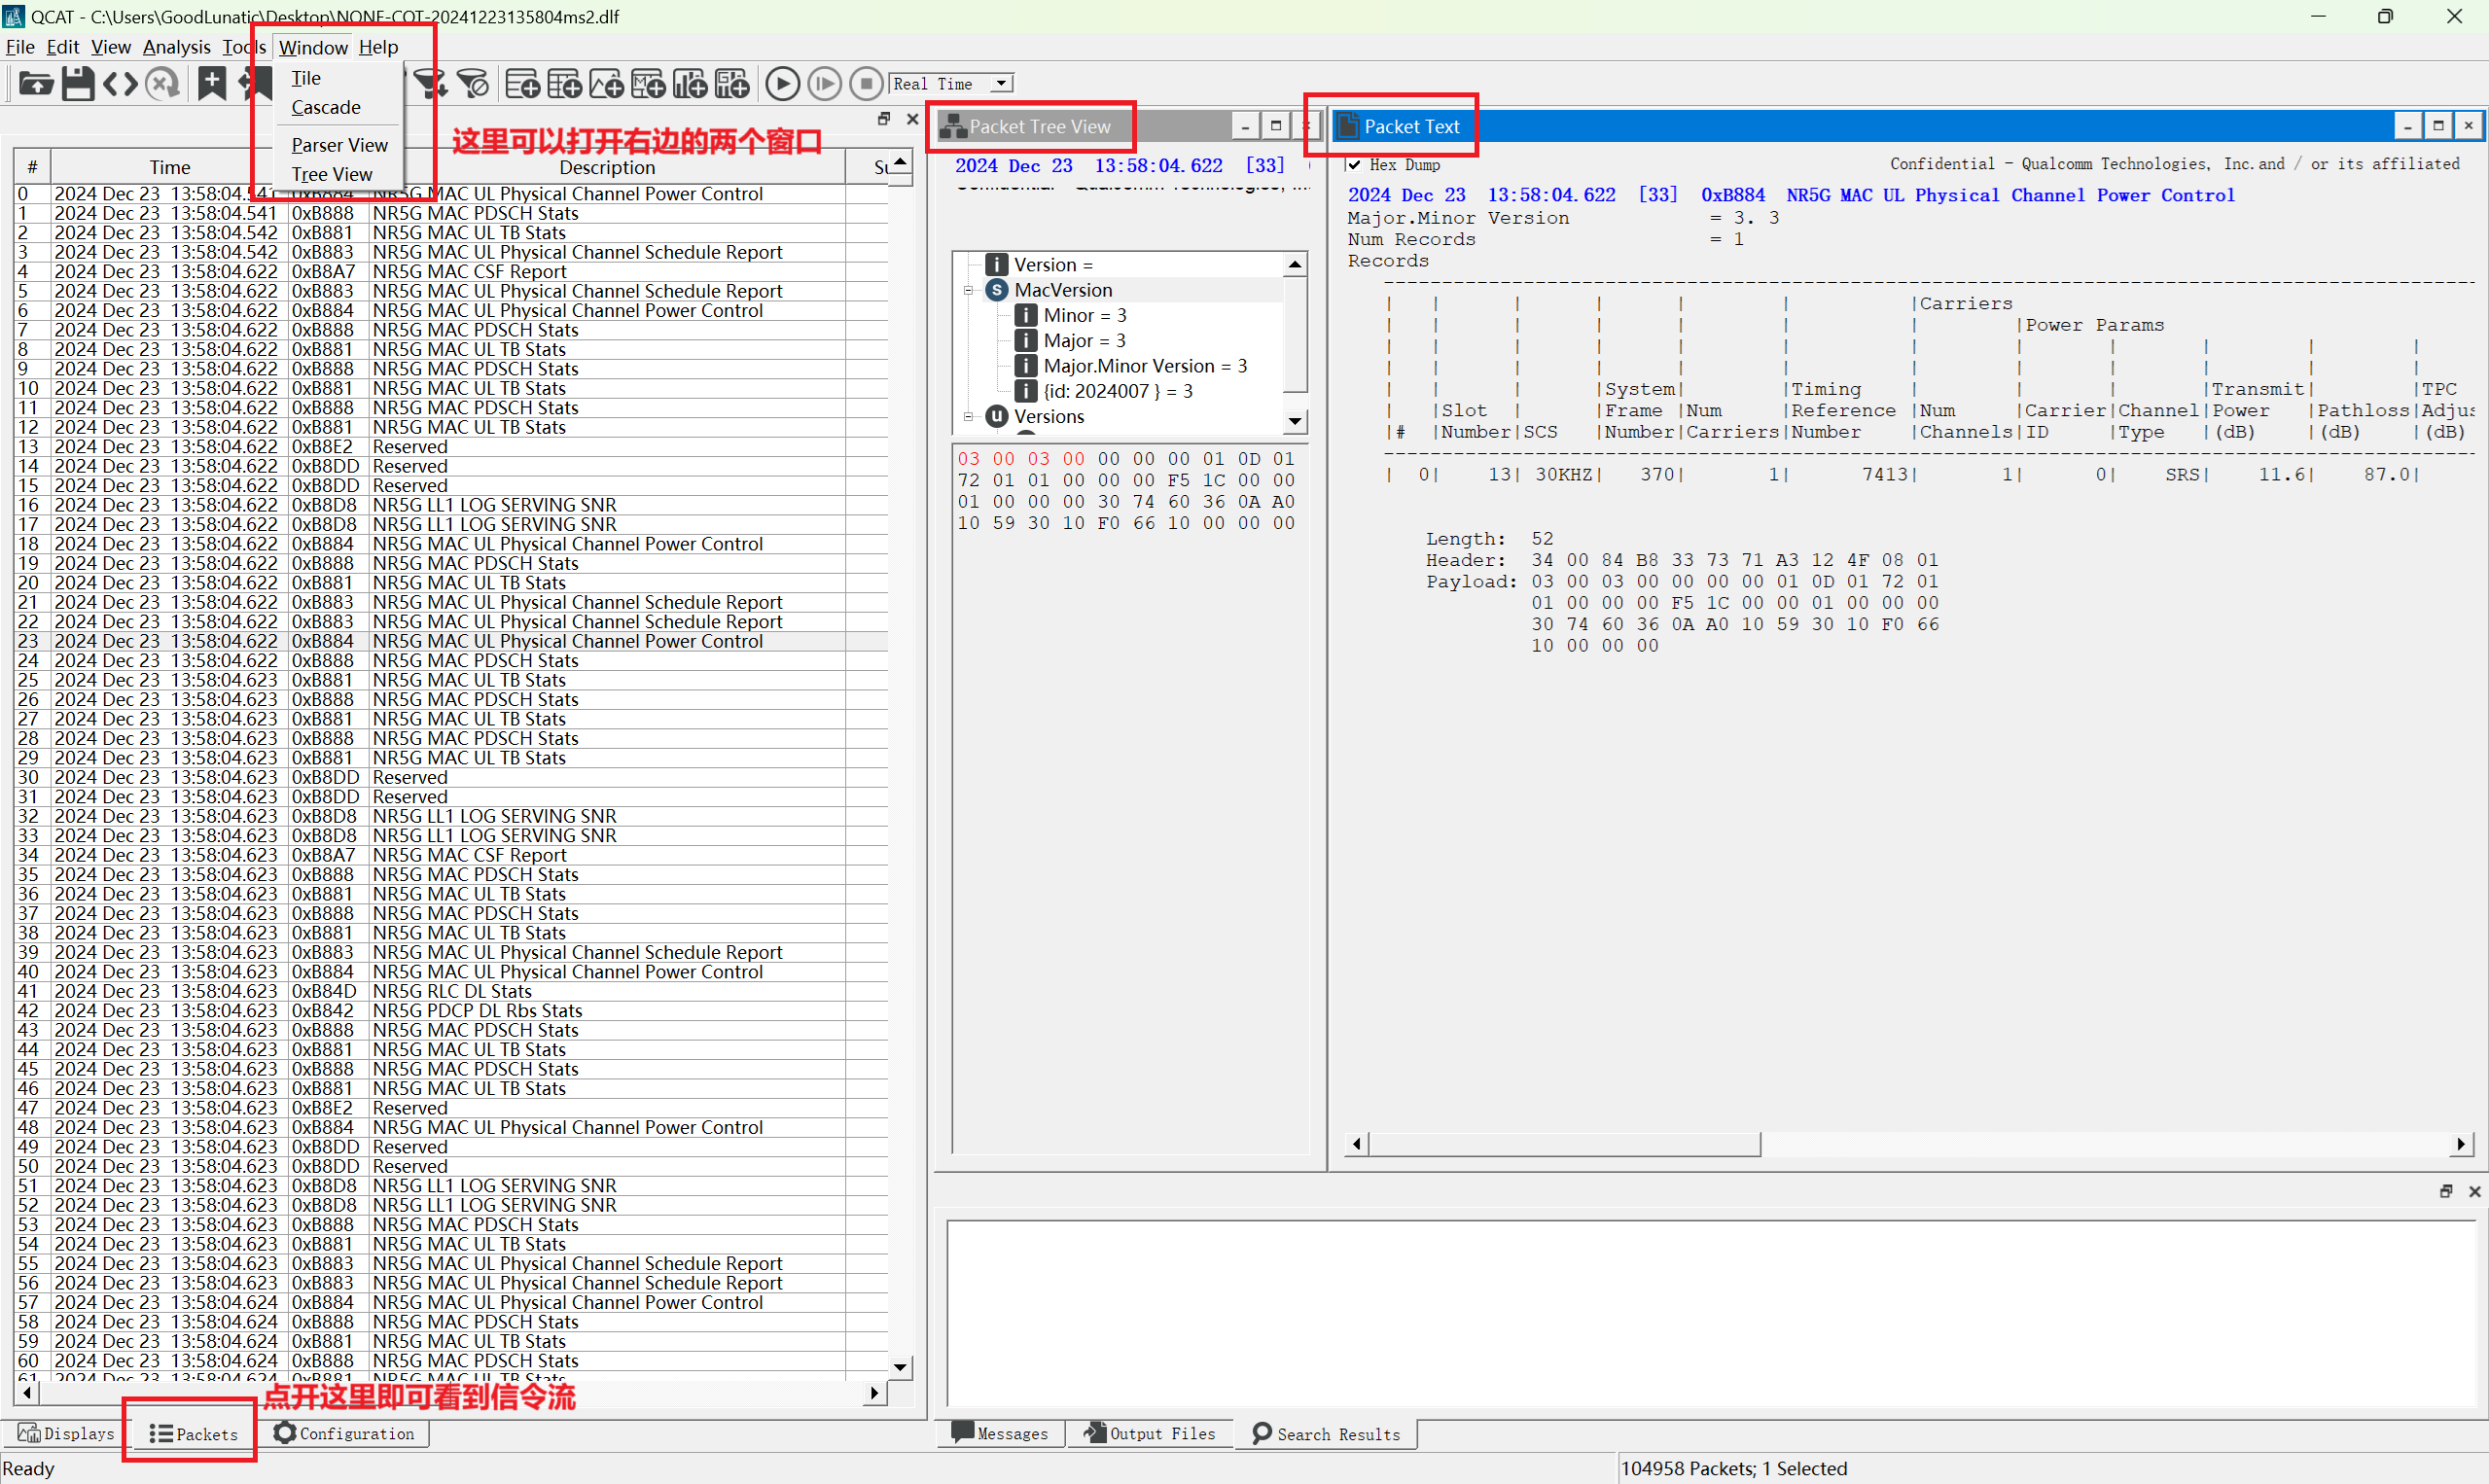 QCAT - C:\Users\GoodLunatic\Desktop\NONE-COT-20241223135804ms2.dlf
File Edit View Analysis Tools Window Help
Real Time
Tile
Cascade
Parser View
Tree View
这里可以打开右边的两个窗口
# Time Description
0 2024 Dec 23 13:58:04.541 0xB884 NR5G MAC UL Physical Channel Power Control
1 2024 Dec 23 13:58:04.541 0xB888 NR5G MAC PDSCH Stats
2 2024 Dec 23 13:58:04.542 0xB881 NR5G MAC UL TB Stats
3 2024 Dec 23 13:58:04.542 0xB883 NR5G MAC UL Physical Channel Schedule Report
4 2024 Dec 23 13:58:04.622 0xB8A7 NR5G MAC CSF Report
5 2024 Dec 23 13:58:04.622 0xB883 NR5G MAC UL Physical Channel Schedule Report
6 2024 Dec 23 13:58:04.622 0xB884 NR5G MAC UL Physical Channel Power Control
7 2024 Dec 23 13:58:04.622 0xB888 NR5G MAC PDSCH Stats
8 2024 Dec 23 13:58:04.622 0xB881 NR5G MAC UL TB Stats
9 2024 Dec 23 13:58:04.622 0xB888 NR5G MAC PDSCH Stats
10 2024 Dec 23 13:58:04.622 0xB881 NR5G MAC UL TB Stats
11 2024 Dec 23 13:58:04.622 0xB888 NR5G MAC PDSCH Stats
12 2024 Dec 23 13:58:04.622 0xB881 NR5G MAC UL TB Stats
13 2024 Dec 23 13:58:04.622 0xB8E2 Reserved
14 2024 Dec 23 13:58:04.622 0xB8DD Reserved
15 2024 Dec 23 13:58:04.622 0xB8DD Reserved
16 2024 Dec 23 13:58:04.622 0xB8D8 NR5G LL1 LOG SERVING SNR
17 2024 Dec 23 13:58:04.622 0xB8D8 NR5G LL1 LOG SERVING SNR
18 2024 Dec 23 13:58:04.622 0xB884 NR5G MAC UL Physical Channel Power Control
19 2024 Dec 23 13:58:04.622 0xB888 NR5G MAC PDSCH Stats
20 2024 Dec 23 13:58:04.622 0xB881 NR5G MAC UL TB Stats
21 2024 Dec 23 13:58:04.622 0xB883 NR5G MAC UL Physical Channel Schedule Report
22 2024 Dec 23 13:58:04.622 0xB883 NR5G MAC UL Physical Channel Schedule Report
23 2024 Dec 23 13:58:04.622 0xB884 NR5G MAC UL Physical Channel Power Control
24 2024 Dec 23 13:58:04.622 0xB888 NR5G MAC PDSCH Stats
25 2024 Dec 23 13:58:04.622 0xB881 NR5G MAC UL TB Stats
26 2024 Dec 23 13:58:04.623 0xB888 NR5G MAC PDSCH Stats
27 2024 Dec 23 13:58:04.623 0xB881 NR5G MAC UL TB Stats
28 2024 Dec 23 13:58:04.623 0xB888 NR5G MAC PDSCH Stats
29 2024 Dec 23 13:58:04.623 0xB881 NR5G MAC UL TB Stats
30 2024 Dec 23 13:58:04.623 0xB8DD Reserved
31 2024 Dec 23 13:58:04.623 0xB8DD Reserved
32 2024 Dec 23 13:58:04.623 0xB8D8 NR5G LL1 LOG SERVING SNR
33 2024 Dec 23 13:58:04.623 0xB8D8 NR5G LL1 LOG SERVING SNR
34 2024 Dec 23 13:58:04.623 0xB8A7 NR5G MAC CSF Report
35 2024 Dec 23 13:58:04.623 0xB888 NR5G MAC PDSCH Stats
36 2024 Dec 23 13:58:04.623 0xB881 NR5G MAC UL TB Stats
37 2024 Dec 23 13:58:04.623 0xB888 NR5G MAC PDSCH Stats
38 2024 Dec 23 13:58:04.623 0xB881 NR5G MAC UL TB Stats
39 2024 Dec 23 13:58:04.623 0xB883 NR5G MAC UL Physical Channel Schedule Report
40 2024 Dec 23 13:58:04.623 0xB884 NR5G MAC UL Physical Channel Power Control
41 2024 Dec 23 13:58:04.623 0xB84D NR5G RLC DL Stats
42 2024 Dec 23 13:58:04.623 0xB842 NR5G PDCP DL Rbs Stats
43 2024 Dec 23 13:58:04.623 0xB888 NR5G MAC PDSCH Stats
44 2024 Dec 23 13:58:04.623 0xB881 NR5G MAC UL TB Stats
45 2024 Dec 23 13:58:04.623 0xB888 NR5G MAC PDSCH Stats
46 2024 Dec 23 13:58:04.623 0xB881 NR5G MAC UL TB Stats
47 2024 Dec 23 13:58:04.623 0xB8E2 Reserved
48 2024 Dec 23 13:58:04.623 0xB884 NR5G MAC UL Physical Channel Power Control
49 2024 Dec 23 13:58:04.623 0xB8DD Reserved
50 2024 Dec 23 13:58:04.623 0xB8DD Reserved
51 2024 Dec 23 13:58:04.623 0xB8D8 NR5G LL1 LOG SERVING SNR
52 2024 Dec 23 13:58:04.623 0xB8D8 NR5G LL1 LOG SERVING SNR
53 2024 Dec 23 13:58:04.623 0xB888 NR5G MAC PDSCH Stats
54 2024 Dec 23 13:58:04.623 0xB881 NR5G MAC UL TB Stats
55 2024 Dec 23 13:58:04.623 0xB883 NR5G MAC UL Physical Channel Schedule Report
56 2024 Dec 23 13:58:04.623 0xB883 NR5G MAC UL Physical Channel Schedule Report
57 2024 Dec 23 13:58:04.624 0xB884 NR5G MAC UL Physical Channel Power Control
58 2024 Dec 23 13:58:04.624 0xB888 NR5G MAC PDSCH Stats
59 2024 Dec 23 13:58:04.624 0xB881 NR5G MAC UL TB Stats
60 2024 Dec 23 13:58:04.624 0xB888 NR5G MAC PDSCH Stats
61 2024 Dec 23 13:58:04.624 0xB881 NR5G MAC UL TB Stats
点开这里即可看到信令流
Displays Packets Configuration
Packet Tree View
2024 Dec 23 13:58:04.622 [33]
Version =
MacVersion
Minor = 3
Major = 3
Major.Minor Version = 3
{id: 2024007 } = 3
Versions
03 00 03 00 00 00 00 01 0D 01
72 01 01 00 00 00 F5 1C 00 00
01 00 00 00 30 74 60 36 0A A0
10 59 30 10 F0 66 10 00 00 00
Packet Text
Hex Dump Confidential - Qualcomm Technologies, Inc.and / or its affiliated
2024 Dec 23 13:58:04.622 [33] 0xB884 NR5G MAC UL Physical Channel Power Control
Major.Minor Version = 3. 3
Num Records = 1
Records
| | | | | | |Carriers
| | | | | | | |Power Params
| | | | | | | | | | |
| | | | | | | | | | |
| | | |System| |Timing | | | |Transmit| |TPC
| |Slot | |Frame |Num |Reference |Num |Carrier|Channel|Power |Pathloss|Adjus
|# |Number|SCS |Number|Carriers|Number |Channels|ID |Type |(dB) |(dB) |(dB)
| 0| 13| 30KHZ| 370| 1| 7413| 1| 0| SRS| 11.6| 87.0|
Length: 52
Header: 34 00 84 B8 33 73 71 A3 12 4F 08 01
Payload: 03 00 03 00 00 00 00 01 0D 01 72 01
01 00 00 00 F5 1C 00 00 01 00 00 00
30 74 60 36 0A A0 10 59 30 10 F0 66
10 00 00 00
Messages Output Files Search Results
Ready
104958 Packets; 1 Selected